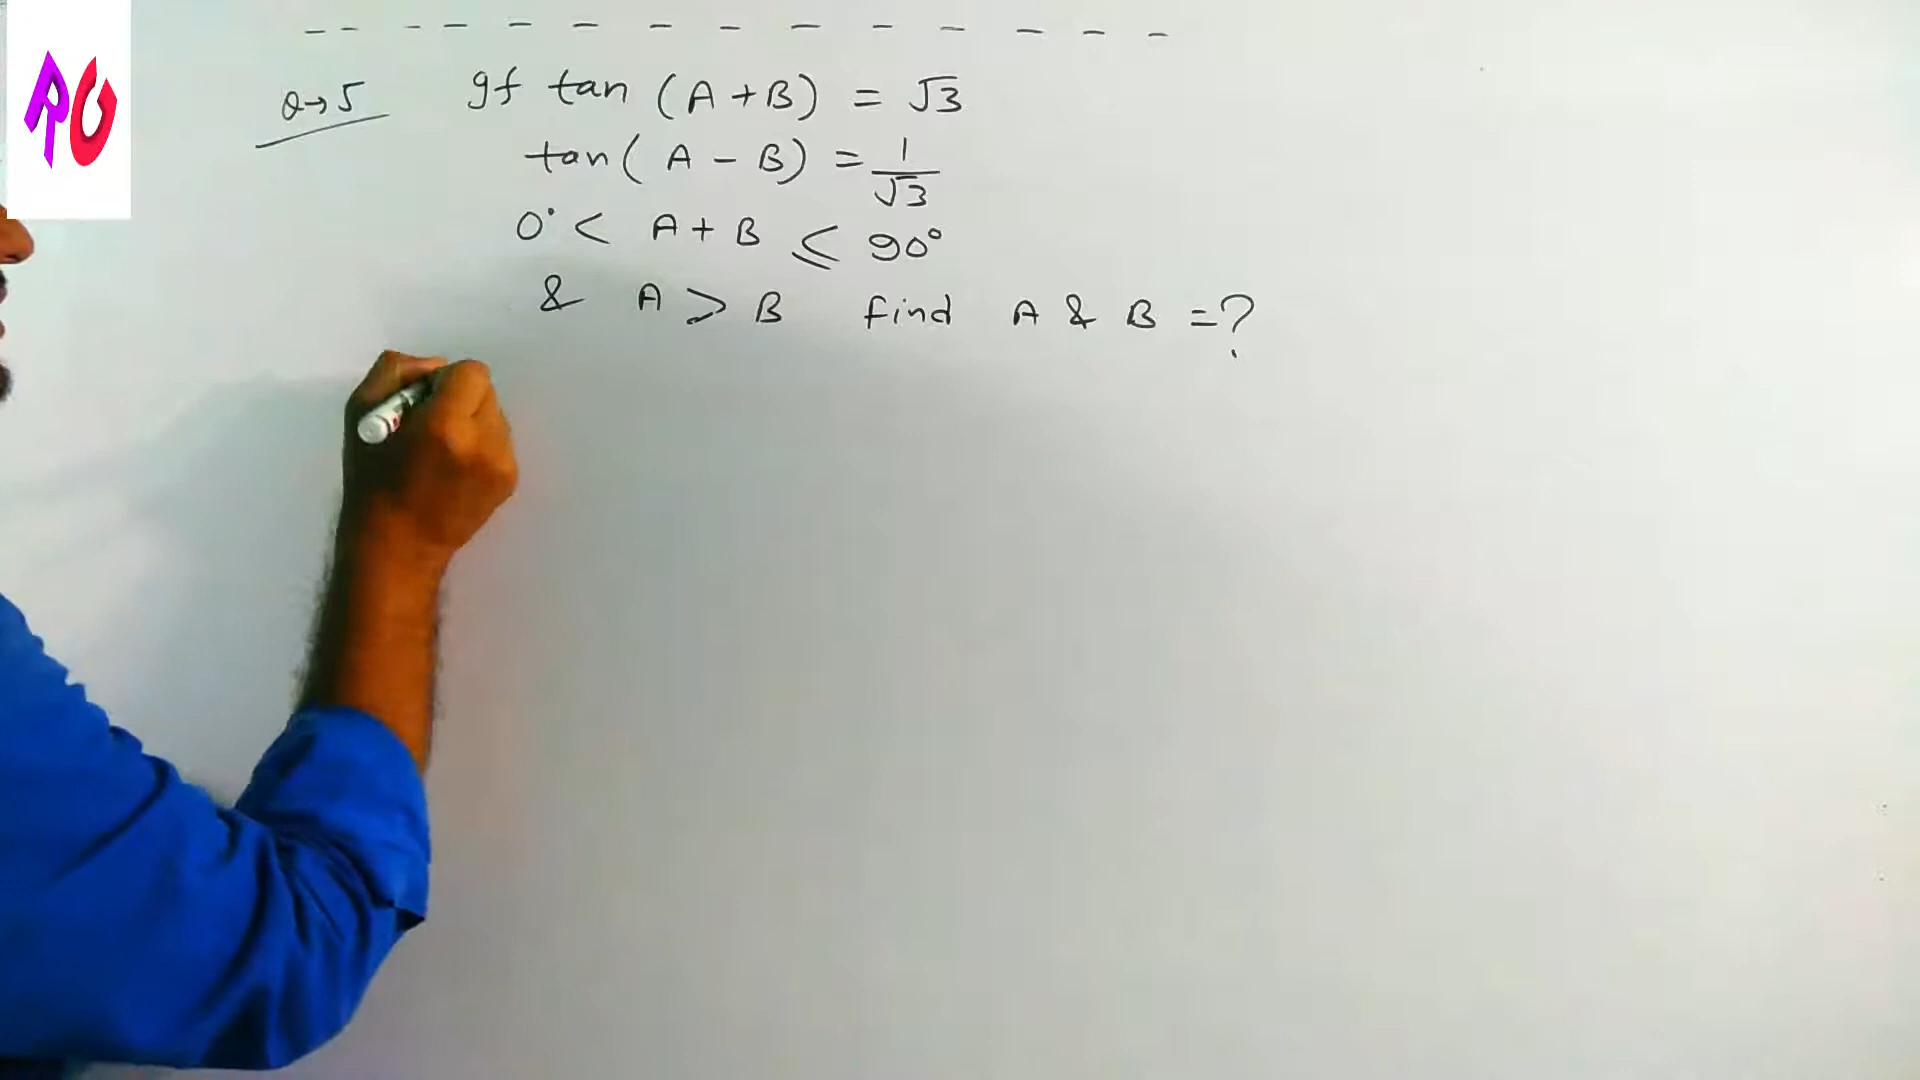 Q→5 If tan (A+B) = √3
tan(A - B) = 1/√3
0° < A + B ≤ 90°
& A > B find A & B = ?